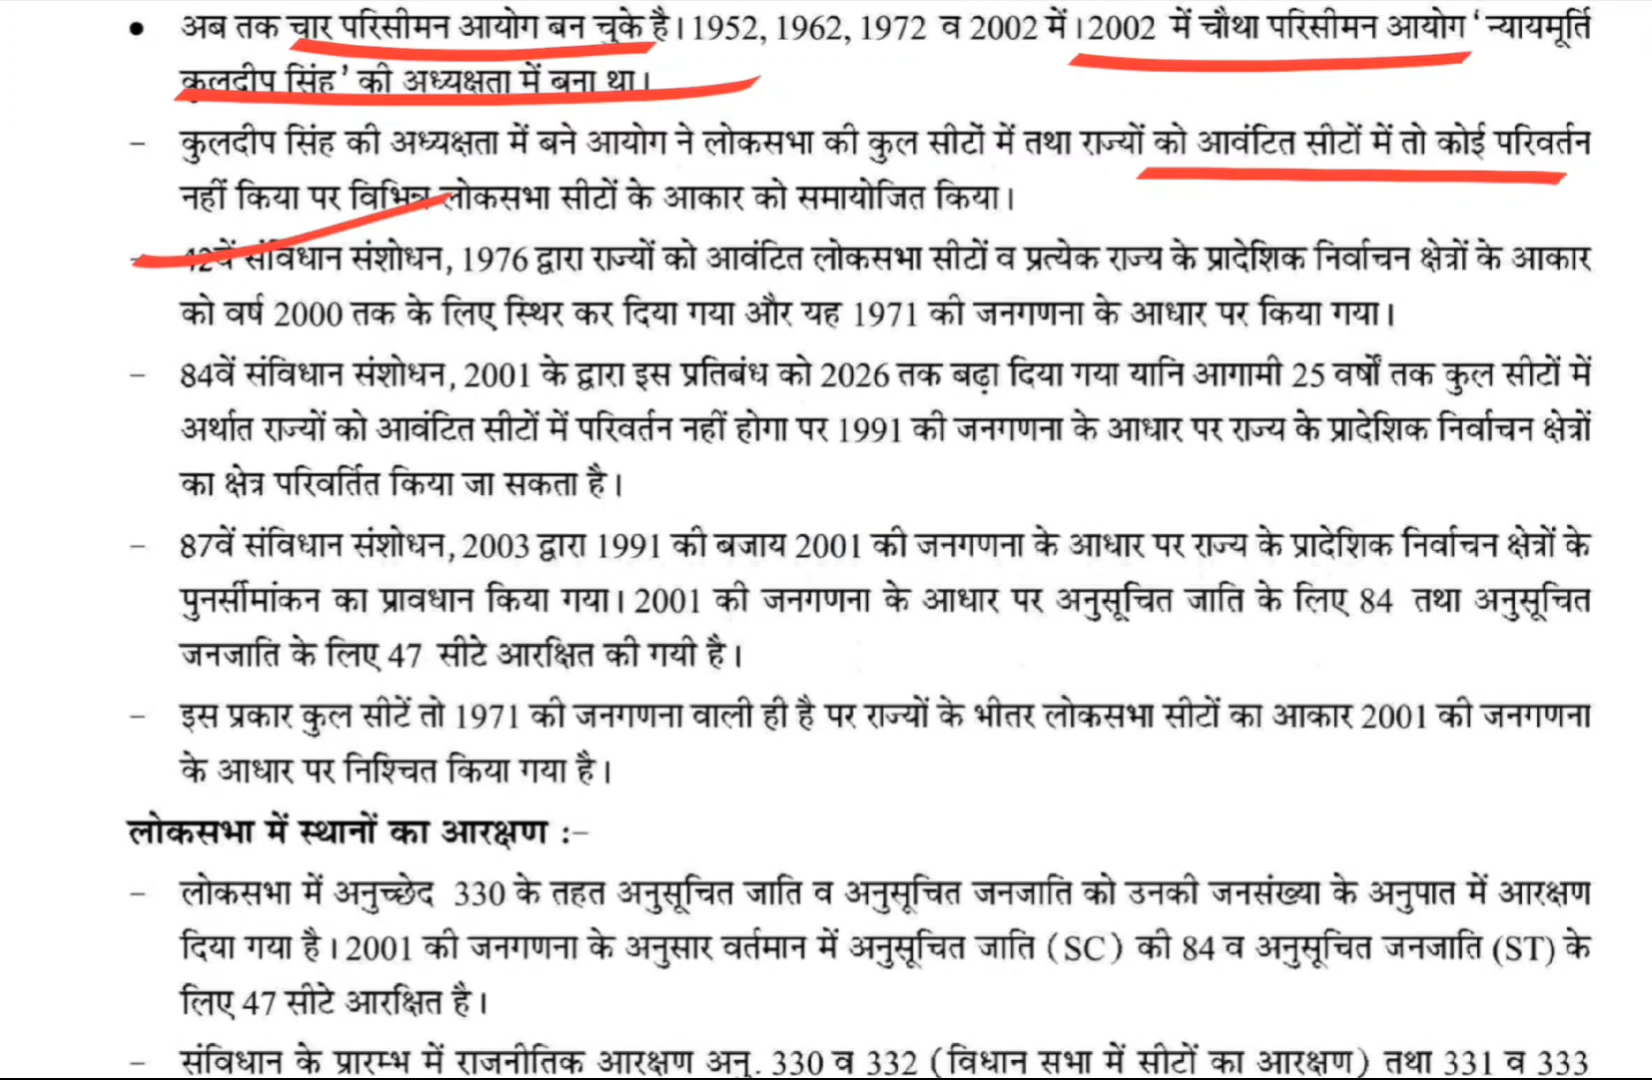 • अब तक चार परिसीमन आयोग बन चुके है। 1952, 1962, 1972 व 2002 में। 2002 में चौथा परिसीमन आयोग ‘न्यायमूर्ति
कुलदीप सिंह’ की अध्यक्षता में बना था।
– कुलदीप सिंह की अध्यक्षता में बने आयोग ने लोकसभा की कुल सीटों में तथा राज्यों को आवंटित सीटों में तो कोई परिवर्तन
नहीं किया पर विभिन्न लोकसभा सीटों के आकार को समायोजित किया।
– 42वें संविधान संशोधन, 1976 द्वारा राज्यों को आवंटित लोकसभा सीटों व प्रत्येक राज्य के प्रादेशिक निर्वाचन क्षेत्रों के आकार
को वर्ष 2000 तक के लिए स्थिर कर दिया गया और यह 1971 की जनगणना के आधार पर किया गया।
– 84वें संविधान संशोधन, 2001 के द्वारा इस प्रतिबंध को 2026 तक बढ़ा दिया गया यानि आगामी 25 वर्षों तक कुल सीटों में
अर्थात राज्यों को आवंटित सीटों में परिवर्तन नहीं होगा पर 1991 की जनगणना के आधार पर राज्य के प्रादेशिक निर्वाचन क्षेत्रों
का क्षेत्र परिवर्तित किया जा सकता है।
– 87वें संविधान संशोधन, 2003 द्वारा 1991 की बजाय 2001 की जनगणना के आधार पर राज्य के प्रादेशिक निर्वाचन क्षेत्रों के
पुनर्सीमांकन का प्रावधान किया गया। 2001 की जनगणना के आधार पर अनुसूचित जाति के लिए 84 तथा अनुसूचित
जनजाति के लिए 47 सीटे आरक्षित की गयी है।
– इस प्रकार कुल सीटें तो 1971 की जनगणना वाली ही है पर राज्यों के भीतर लोकसभा सीटों का आकार 2001 की जनगणना
के आधार पर निश्चित किया गया है।
लोकसभा में स्थानों का आरक्षण :–
– लोकसभा में अनुच्छेद 330 के तहत अनुसूचित जाति व अनुसूचित जनजाति को उनकी जनसंख्या के अनुपात में आरक्षण
दिया गया है। 2001 की जनगणना के अनुसार वर्तमान में अनुसूचित जाति (SC) की 84 व अनुसूचित जनजाति (ST) के
लिए 47 सीटे आरक्षित है।
– संविधान के प्रारम्भ में राजनीतिक आरक्षण अनु. 330 व 332 (विधान सभा में सीटों का आरक्षण) तथा 331 व 333